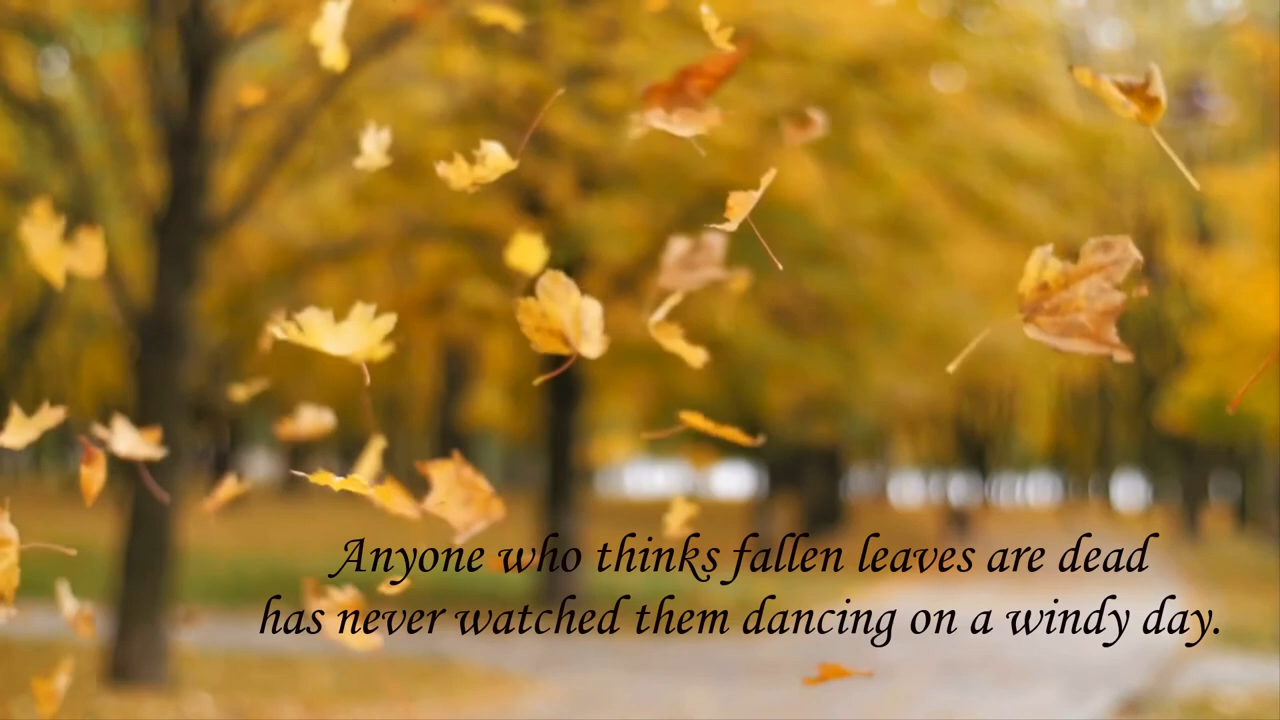 Anyone who thinks fallen leaves are dead
has never watched them dancing on a windy day.